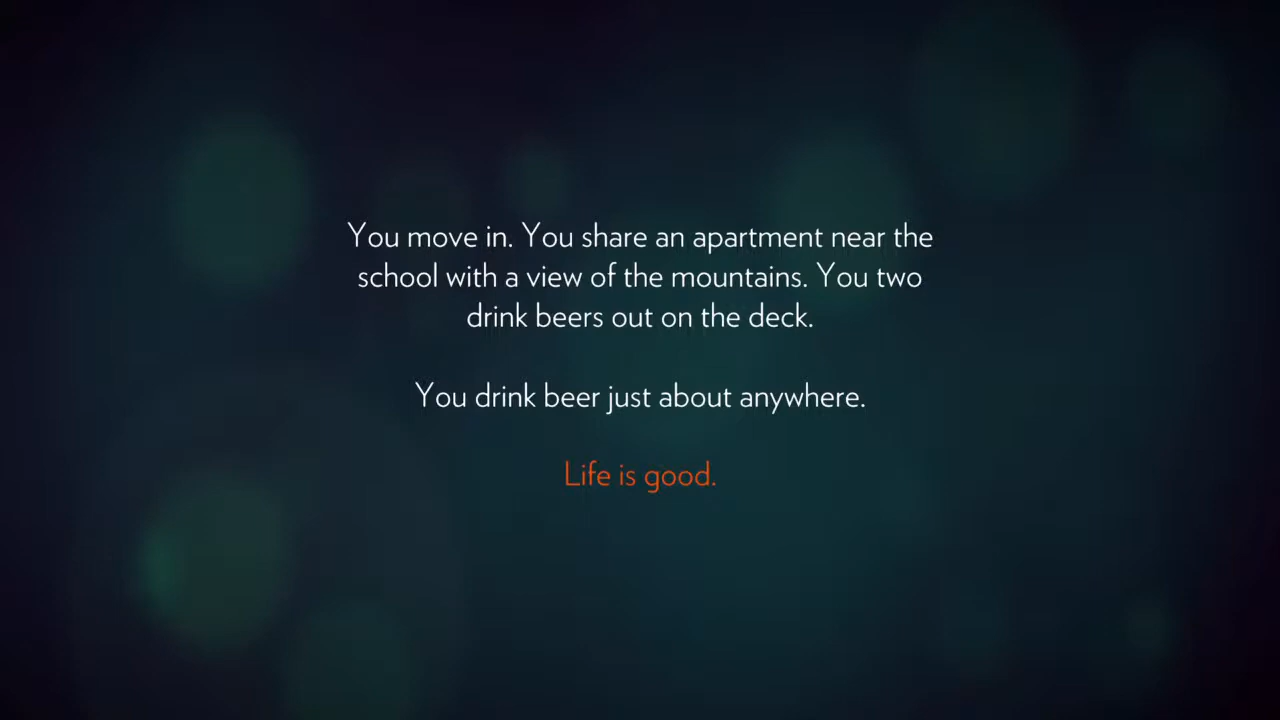 You move in. You share an apartment near the
school with a view of the mountains. You two
drink beers out on the deck.
You drink beer just about anywhere.
Life is good.